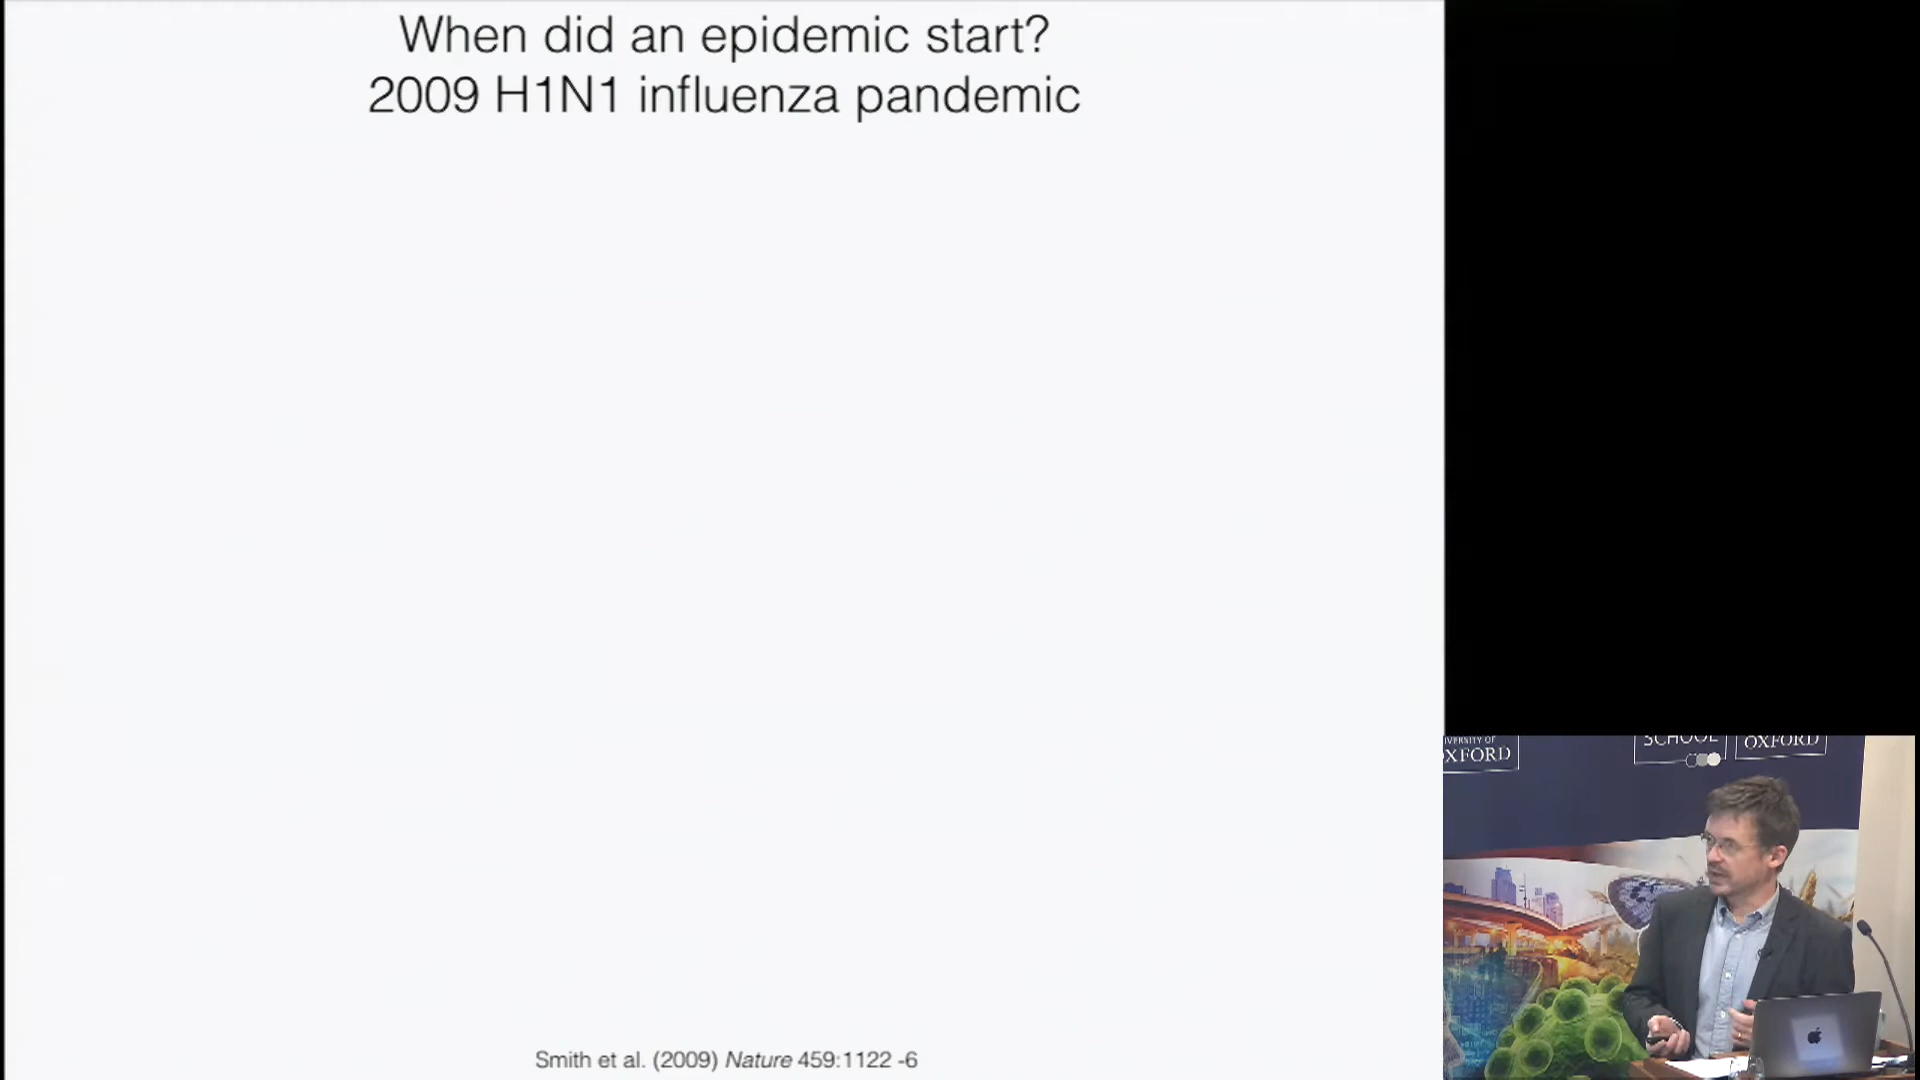 When did an epidemic start?
2009 H1N1 influenza pandemic
Smith et al. (2009) Nature 459:1122 -6
OXFORD
SCHOOL
OXFORD